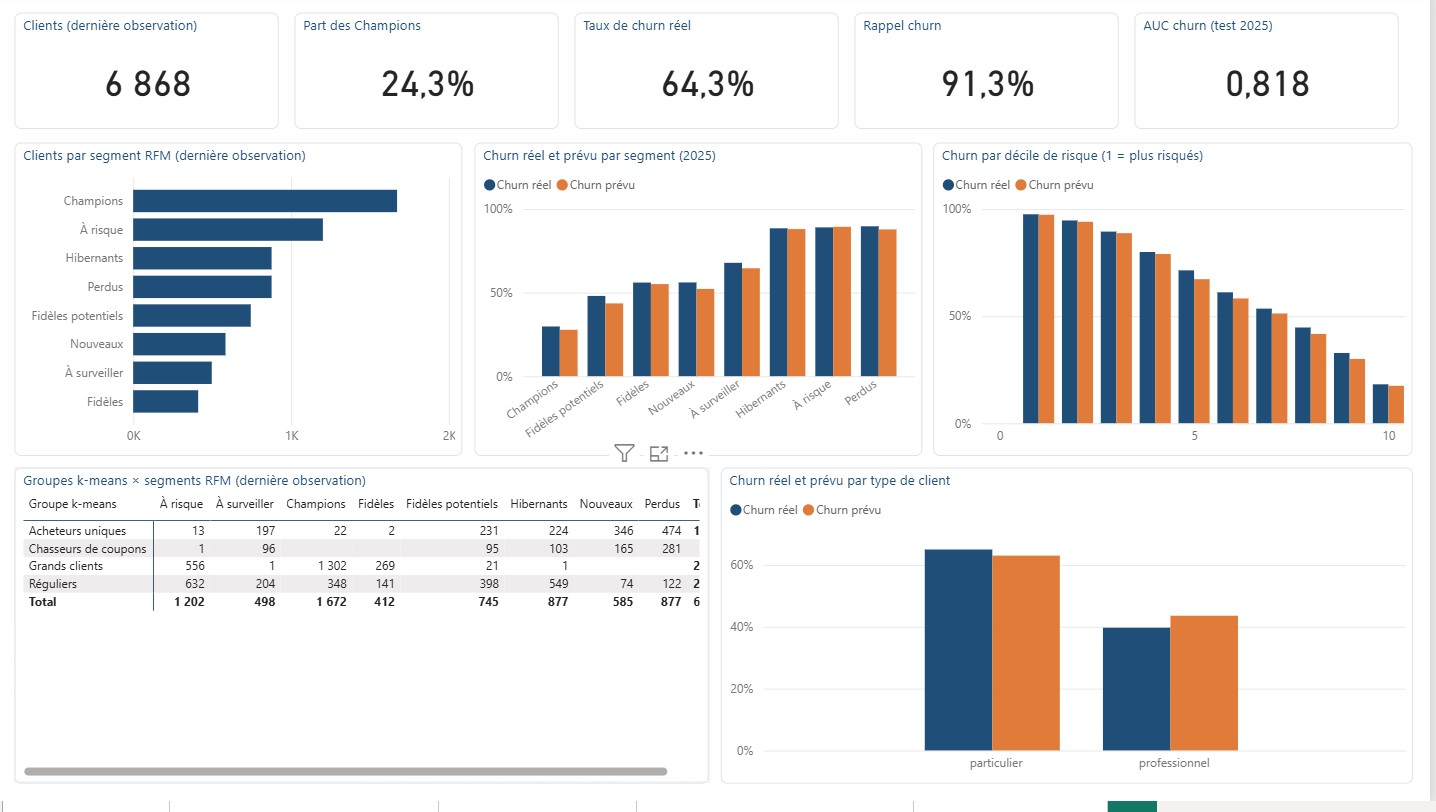 Clients (dernière observation)
6 868
Part des Champions
24,3%
Taux de churn réel
64,3%
Rappel churn
91,3%
AUC churn (test 2025)
0,818
Clients par segment RFM (dernière observation)
Champions
À risque
Hibernants
Perdus
Fidèles potentiels
Nouveaux
À surveiller
Fidèles
0K 1K 2K
Churn réel et prévu par segment (2025)
Churn réel Churn prévu
100%
50%
0%
Champions Fidèles potentiels Fidèles Nouveaux À surveiller Hibernants À risque Perdus
Churn par décile de risque (1 = plus risqués)
Churn réel Churn prévu
100%
50%
0%
0 5 10
Groupes k-means × segments RFM (dernière observation)
Groupe k-means À risque À surveiller Champions Fidèles Fidèles potentiels Hibernants Nouveaux Perdus
Acheteurs uniques 13 197 22 2 231 224 346 474 1
Chasseurs de coupons 1 96 95 103 165 281
Grands clients 556 1 1 302 269 21 1 2
Réguliers 632 204 348 141 398 549 74 122 2
Total 1 202 498 1 672 412 745 877 585 877 6
Churn réel et prévu par type de client
Churn réel Churn prévu
60%
40%
20%
0%
particulier professionnel